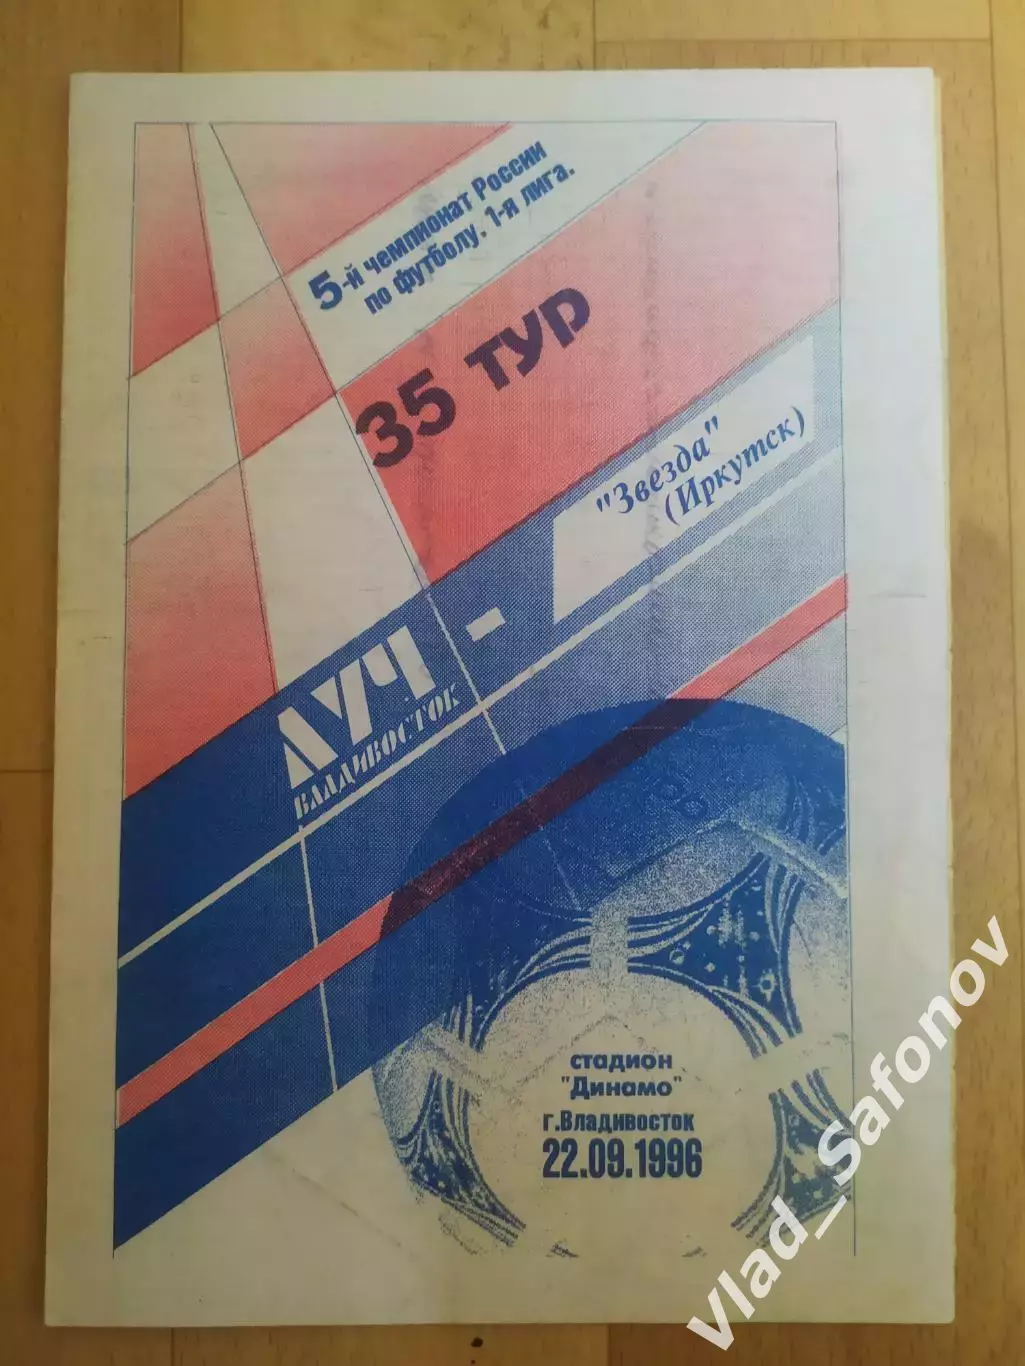 5-й чемпионат России
по футболу. 1-я лига.
35 тур
"Звезда"
(Иркутск)
ЛУЧ -
ВЛАДИВОСТОК
стадион
"Динамо"
г.Владивосток
22.09.1996
Vlad_Safonov